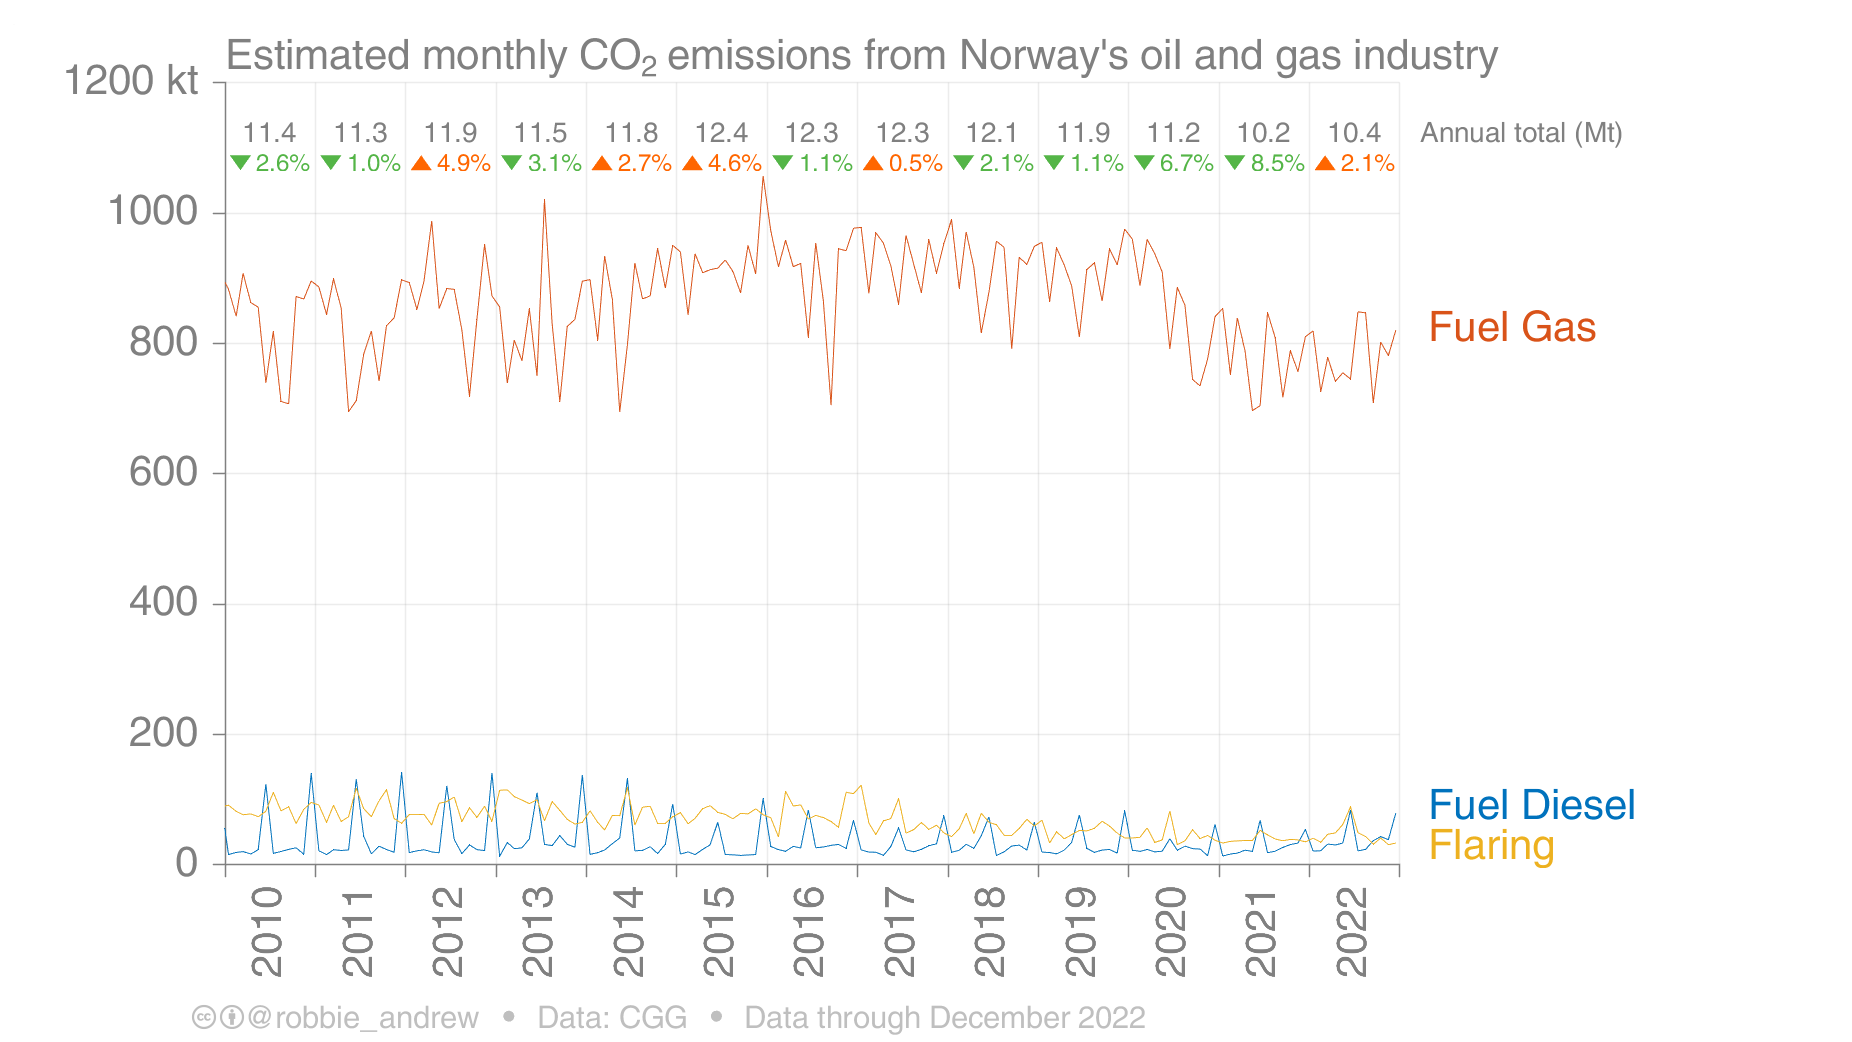 Estimated monthly CO₂ emissions from Norway's oil and gas industry
1200 kt
11.4 11.3 11.9 11.5 11.8 12.4 12.3 12.3 12.1 11.9 11.2 10.2 10.4 Annual total (Mt)
▼ 2.6% ▼ 1.0% ▲ 4.9% ▼ 3.1% ▲ 2.7% ▲ 4.6% ▼ 1.1% ▲ 0.5% ▼ 2.1% ▼ 1.1% ▼ 6.7% ▼ 8.5% ▲ 2.1%
1000
800
Fuel Gas
600
400
200
Fuel Diesel
Flaring
0
2010 2011 2012 2013 2014 2015 2016 2017 2018 2019 2020 2021 2022
cc @robbie_andrew • Data: CGG • Data through December 2022